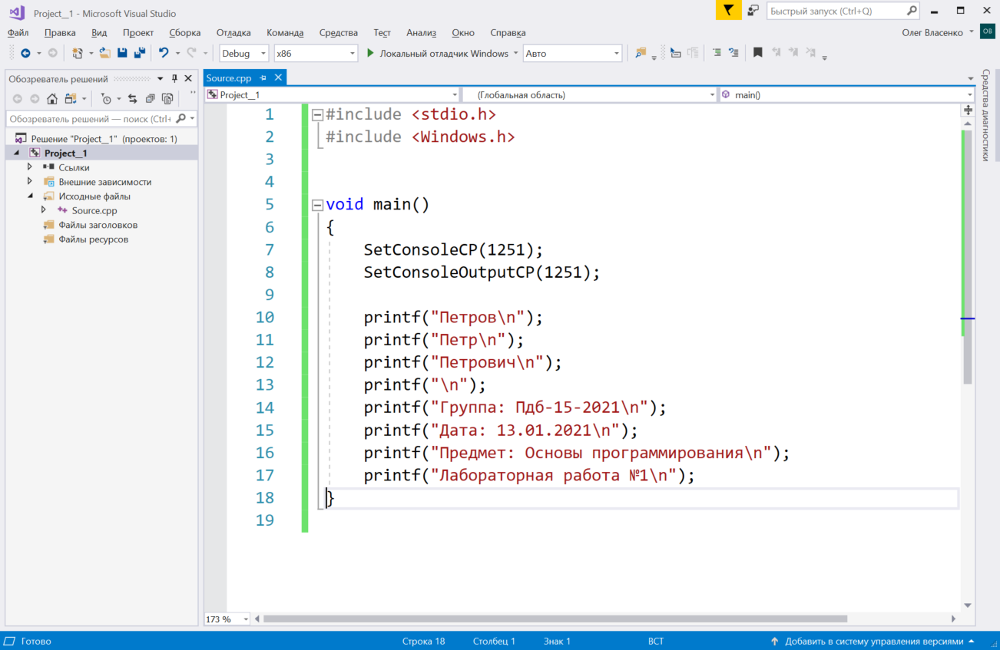 Project__1 - Microsoft Visual Studio
Быстрый запуск (Ctrl+Q)
Файл Правка Вид Проект Сборка Отладка Команда Средства Тест Анализ Окно Справка
Олег Власенко
ОВ
Debug x86 Локальный отладчик Windows Авто
Обозреватель решений
Обозреватель решений — поиск (Ctrl+
Решение "Project__1" (проектов: 1)
Project__1
Ссылки
Внешние зависимости
Исходные файлы
Source.cpp
Файлы заголовков
Файлы ресурсов
Source.cpp
Project__1 (Глобальная область) main()
1 #include <stdio.h>
2 #include <Windows.h>
3
4
5 void main()
6 {
7 SetConsoleCP(1251);
8 SetConsoleOutputCP(1251);
9
10 printf("Петров\n");
11 printf("Петр\n");
12 printf("Петрович\n");
13 printf("\n");
14 printf("Группа: Пдб-15-2021\n");
15 printf("Дата: 13.01.2021\n");
16 printf("Предмет: Основы программирования\n");
17 printf("Лабораторная работа №1\n");
18 }
19
173 %
Средства диагностики
Готово Строка 18 Столбец 1 Знак 1 ВСТ Добавить в систему управления версиями